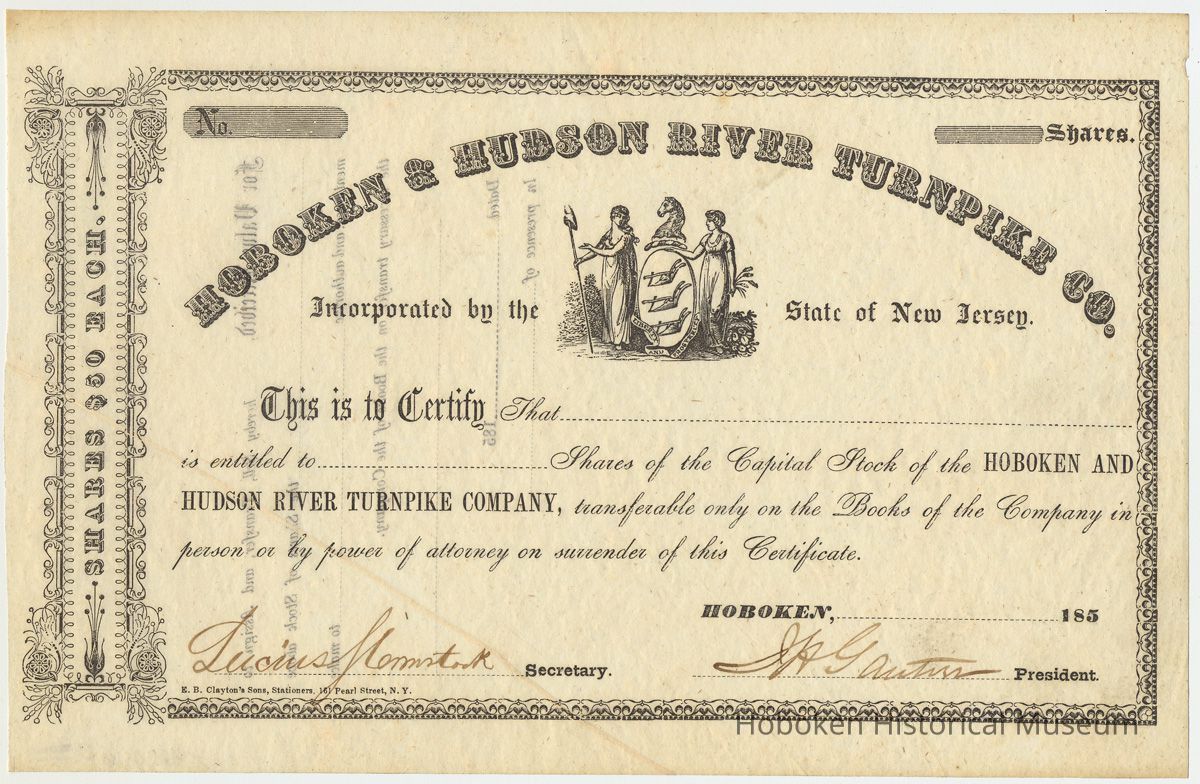 No.
Shares.
HOBOKEN & HUDSON RIVER TURNPIKE CO.
Incorporated by the State of New Jersey.
SHARES $50 EACH.
This is to Certify That
is entitled to Shares of the Capital Stock of the HOBOKEN AND
HUDSON RIVER TURNPIKE COMPANY, transferable only on the Books of the Company in
person or by power of attorney on surrender of this Certificate.
HOBOKEN, 185
Lucius Comstock Secretary.
J H Gautier President.
E. B. Clayton's Sons, Stationers, 161 Pearl Street, N. Y.
Hoboken Historical Museum